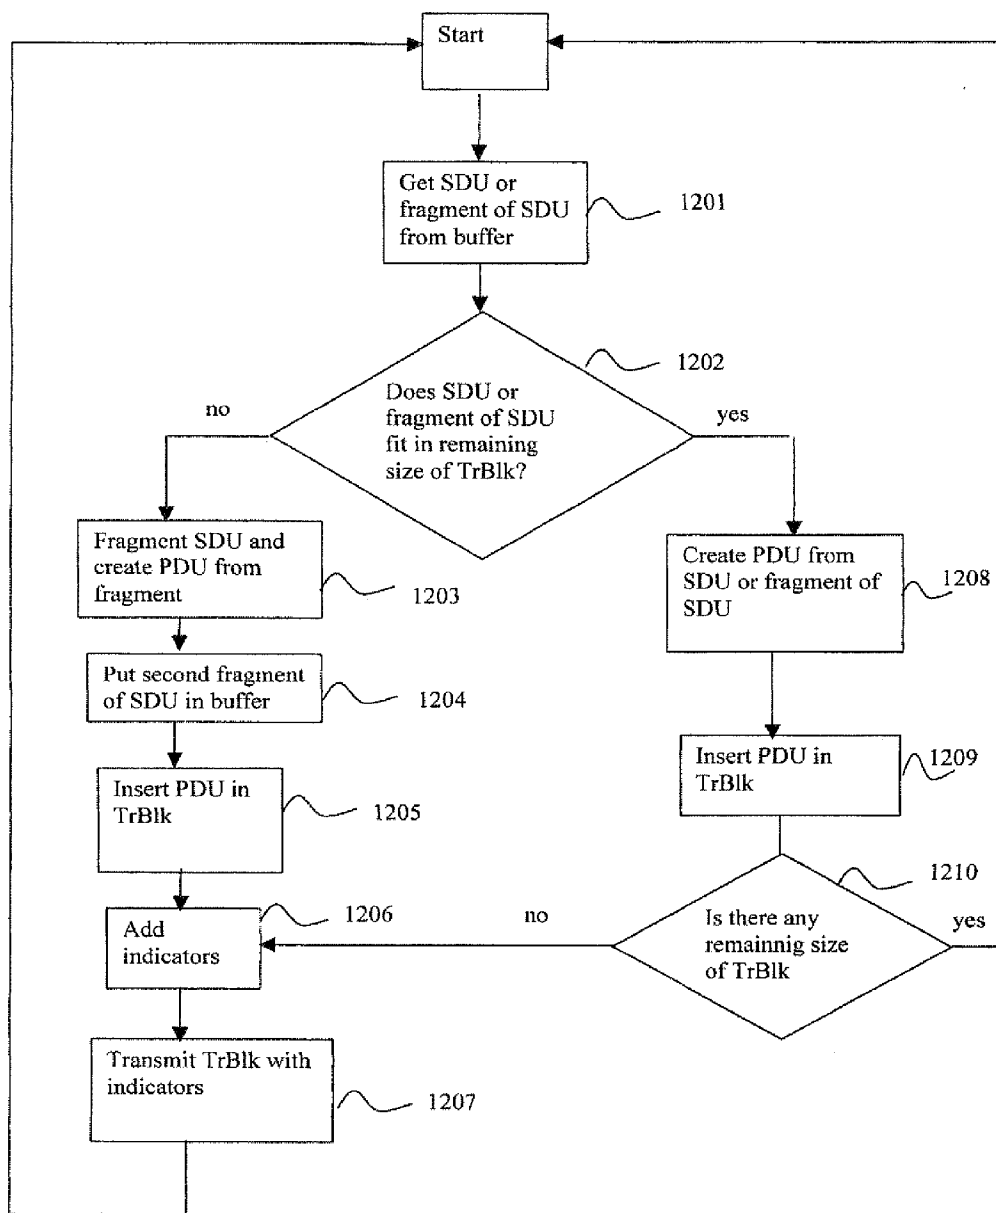 Start
Get SDU or
fragment of SDU
from buffer
1201
1202
Does SDU or
fragment of SDU
fit in remaining
size of TrBlk?
no
yes
Fragment SDU and
create PDU from
fragment
1203
Create PDU from
SDU or fragment of
SDU
1208
Put second fragment
of SDU in buffer
1204
Insert PDU in
TrBlk
1209
Insert PDU in
TrBlk
1205
1210
Add
indicators
1206
no
Is there any
remainnig size
of TrBlk
yes
Transmit TrBlk with
indicators
1207